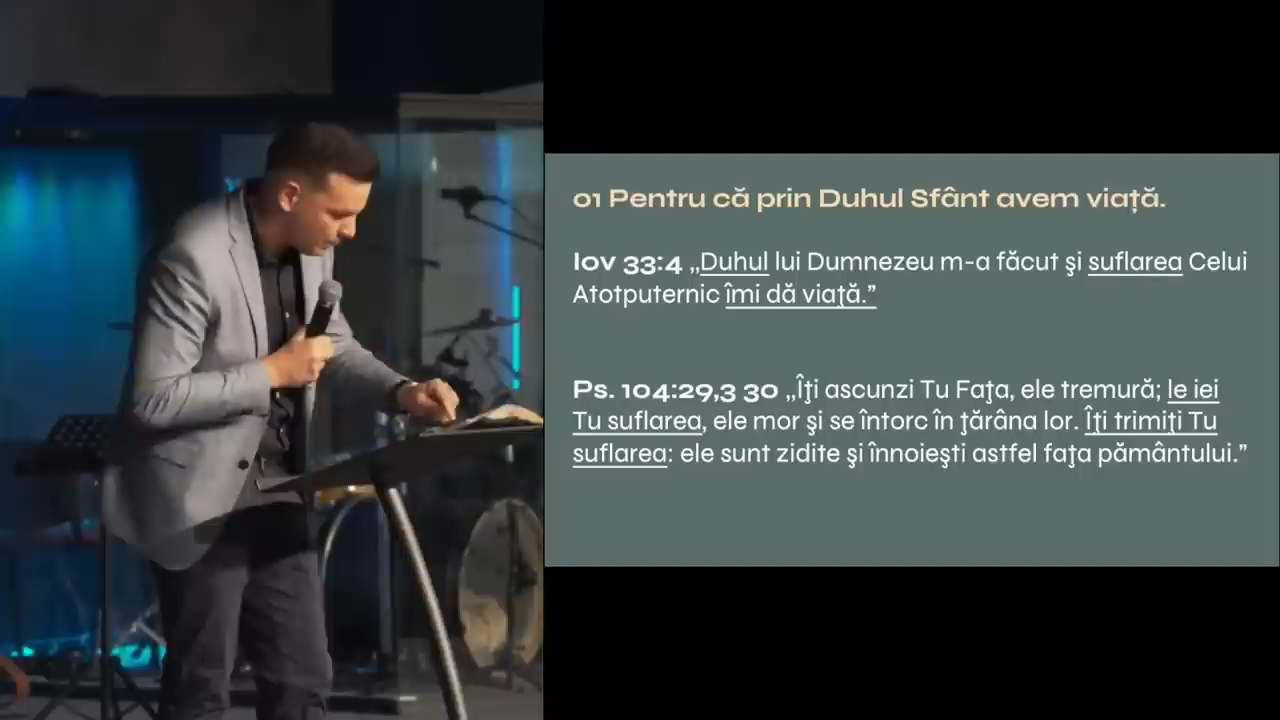 01 Pentru că prin Duhul Sfânt avem viață.
Iov 33:4 „Duhul lui Dumnezeu m-a făcut şi suflarea Celui
Atotputernic îmi dă viaţă.”
Ps. 104:29,3 30 „Îţi ascunzi Tu Faţa, ele tremură; le iei
Tu suflarea, ele mor şi se întorc în ţărâna lor. Îţi trimiţi Tu
suflarea: ele sunt zidite şi înnoieşti astfel faţa pământului.”